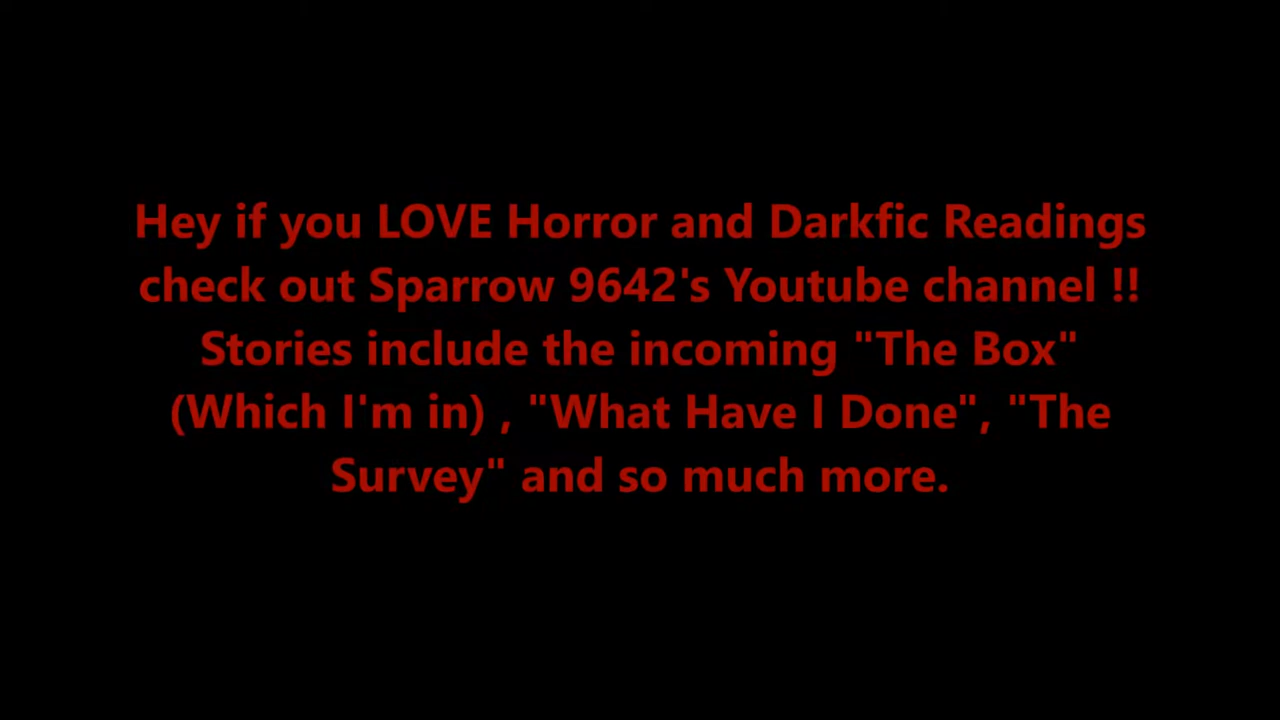 Hey if you LOVE Horror and Darkfic Readings
check out Sparrow 9642's Youtube channel !!
Stories include the incoming "The Box"
(Which I'm in) , "What Have I Done", "The
Survey" and so much more.